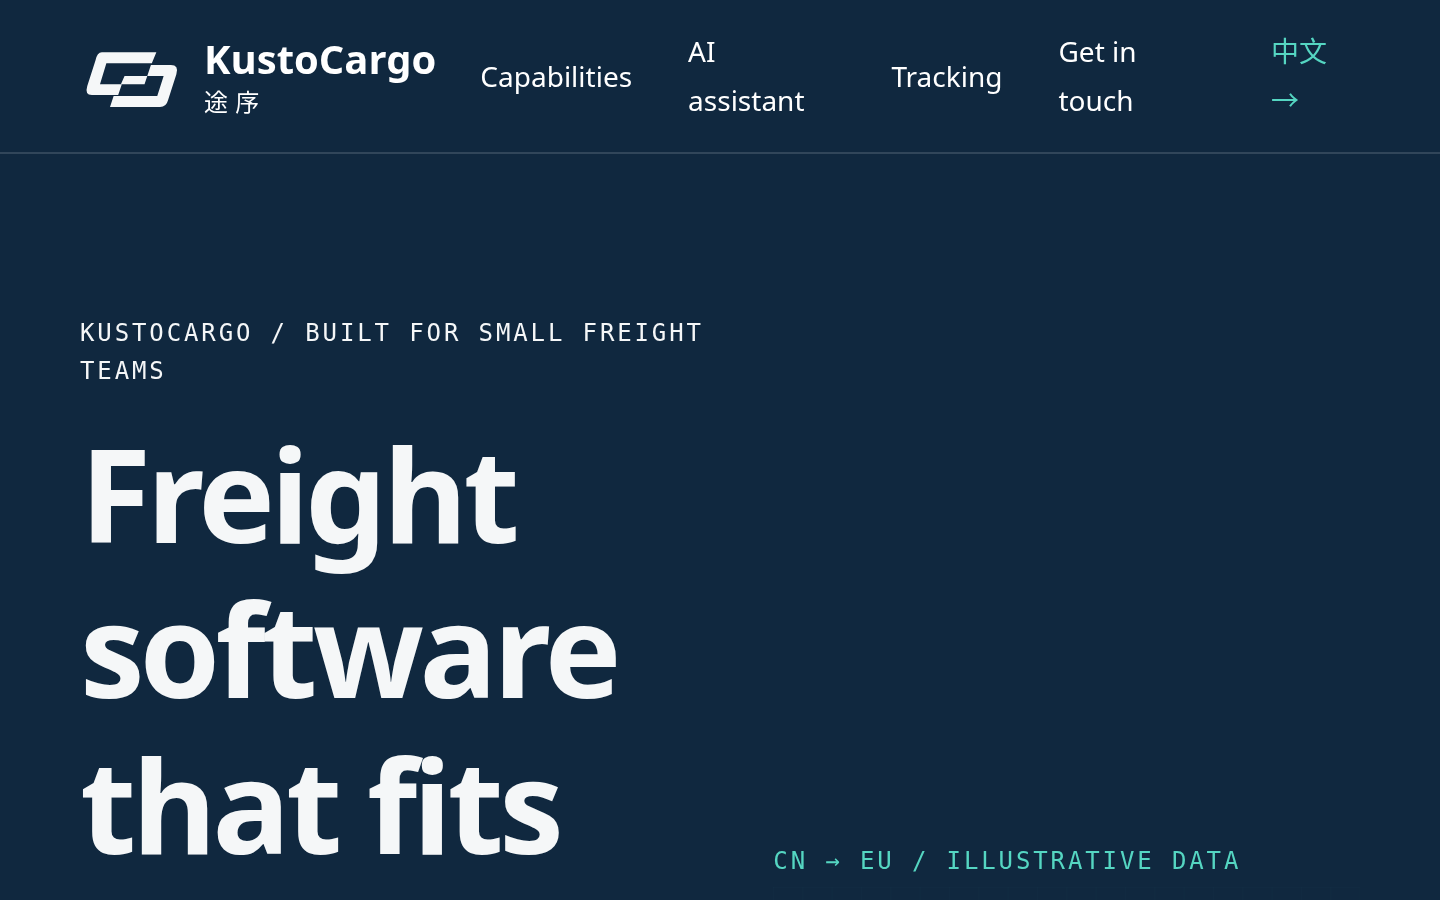 KustoCargo
途序
Capabilities
AI
assistant
Tracking
Get in
touch
中文
→
KUSTOCARGO / BUILT FOR SMALL FREIGHT
TEAMS
Freight
software
that fits
CN → EU / ILLUSTRATIVE DATA